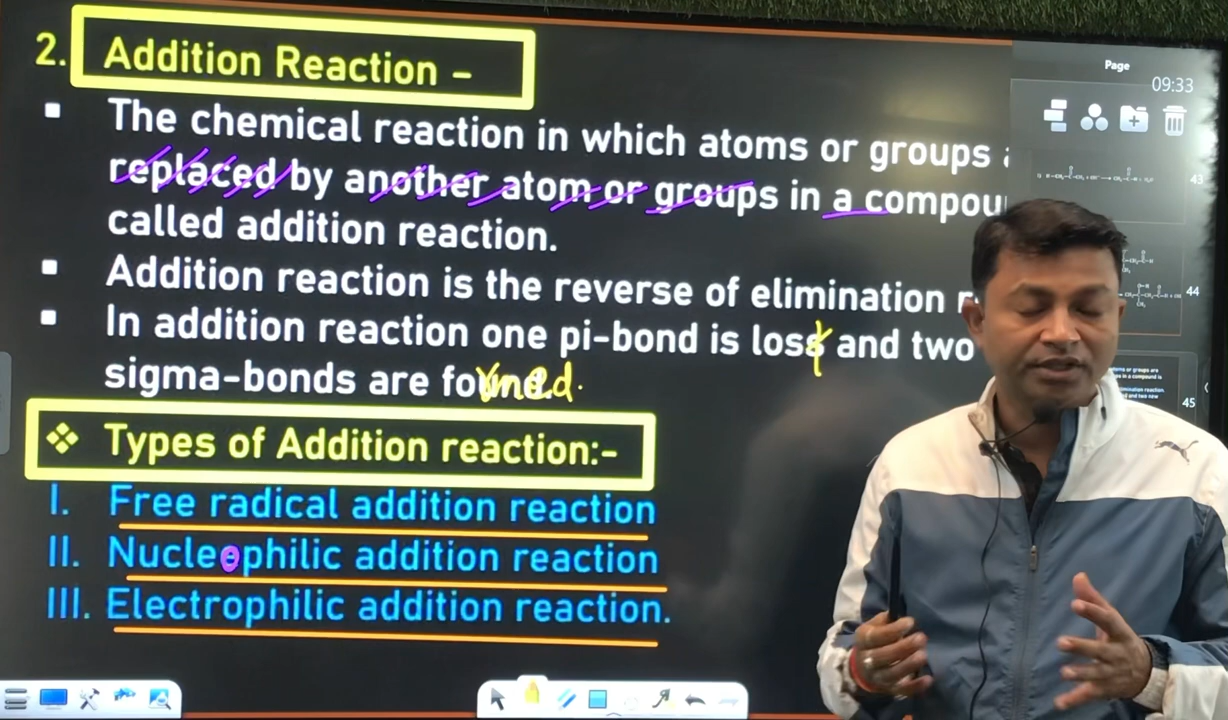 2. Addition Reaction -
Page
09:33
▪ The chemical reaction in which atoms or groups
replaced by another atom or groups in a compou
called addition reaction.
▪ Addition reaction is the reverse of elimination
▪ In addition reaction one pi-bond is lost and two
sigma-bonds are formed.
❖ Types of Addition reaction:-
I. Free radical addition reaction
II. Nucleophilic addition reaction
III. Electrophilic addition reaction.
43
44
45